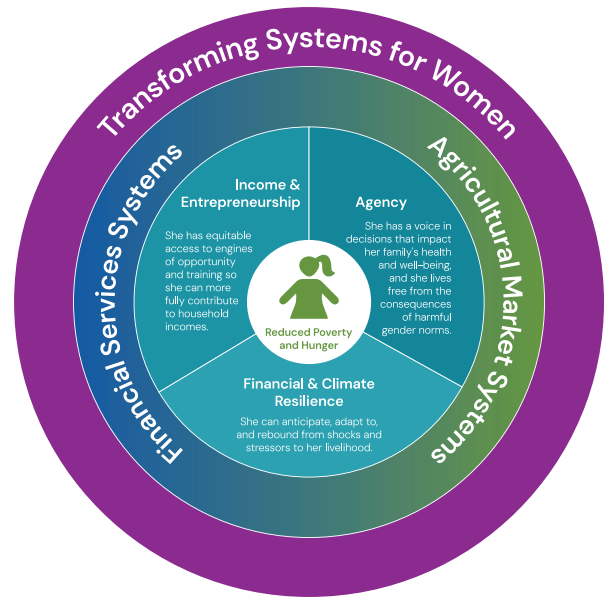 Transforming Systems for Women
Financial Services Systems
Agricultural Market Systems
Income &
Entrepreneurship
She has equitable
access to engines
of opportunity
and training so
she can more
fully contribute
to household
incomes.
Agency
She has a voice in
decisions that impact
her family's health
and well-being,
and she lives
free from the
consequences
of harmful
gender norms.
Reduced Poverty
and Hunger
Financial & Climate
Resilience
She can anticipate, adapt to,
and rebound from shocks and
stressors to her livelihood.